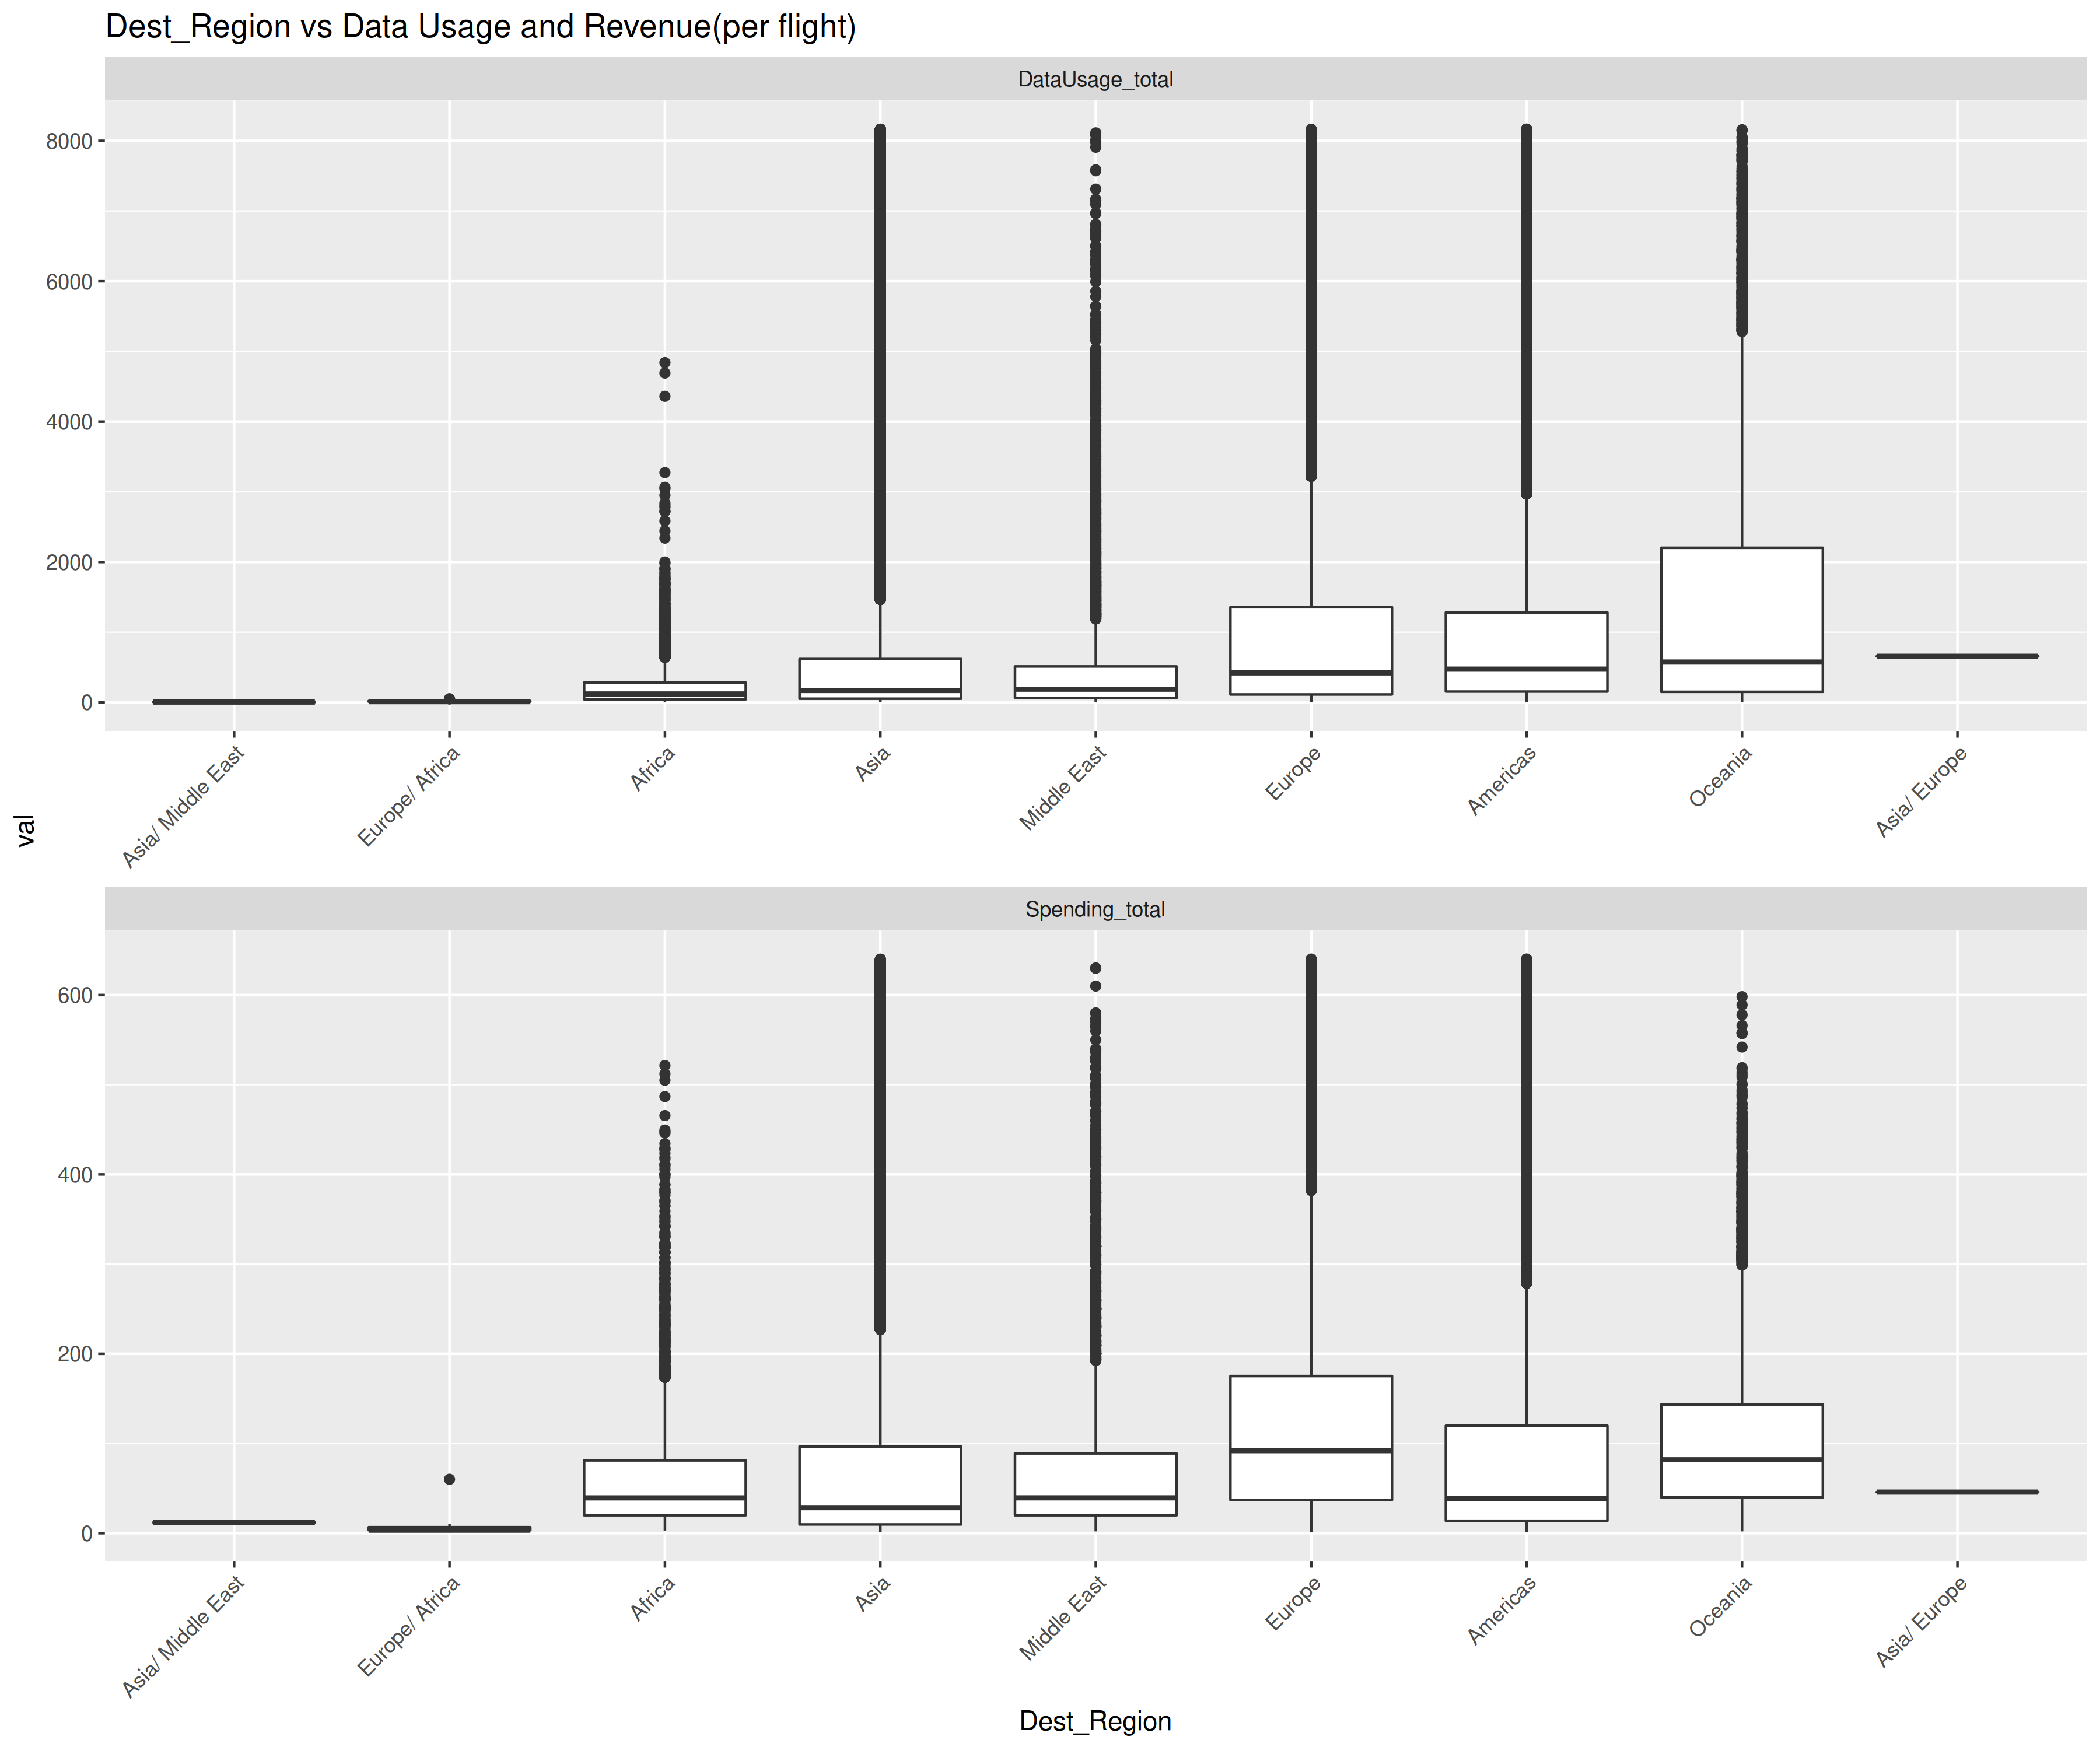 Dest_Region vs Data Usage and Revenue(per flight)
DataUsage_total
8000
6000
4000
2000
0
Asia/ Middle East
Europe/ Africa
Africa
Asia
Middle East
Europe
Americas
Oceania
Asia/ Europe
val
Spending_total
600
400
200
0
Asia/ Middle East
Europe/ Africa
Africa
Asia
Middle East
Europe
Americas
Oceania
Asia/ Europe
Dest_Region